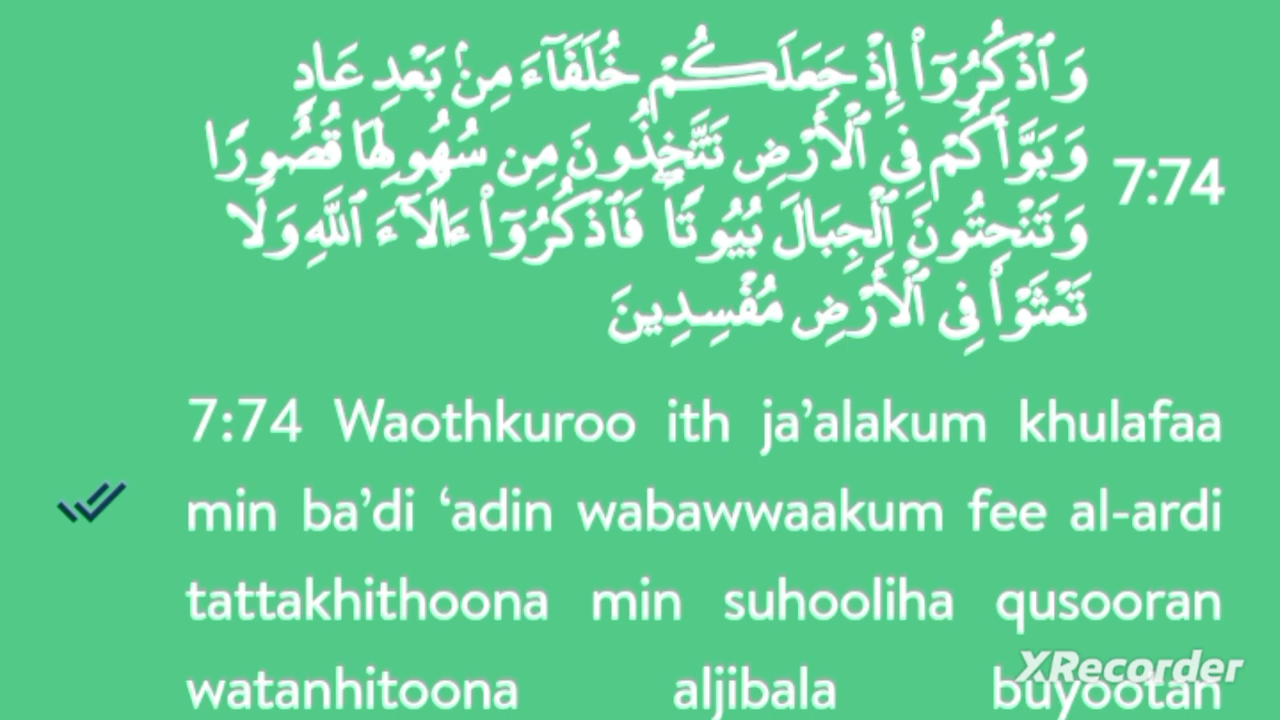 وَٱذْكُرُوٓا۟ إِذْ جَعَلَكُمْ خُلَفَآءَ مِنۢ بَعْدِ عَادٍ
وَبَوَّأَكُمْ فِى ٱلْأَرْضِ تَتَّخِذُونَ مِن سُهُولِهَا قُصُورًا
7:74
وَتَنْحِتُونَ ٱلْجِبَالَ بُيُوتًا ۖ فَٱذْكُرُوٓا۟ ءَالَآءَ ٱللَّهِ وَلَا
تَعْثَوْا۟ فِى ٱلْأَرْضِ مُفْسِدِينَ
7:74 Waothkuroo ith ja’alakum khulafaa
min ba’di ‘adin wabawwaakum fee al-ardi
tattakhithoona min suhooliha qusooran
watanhitoona aljibala buyootan
XRecorder